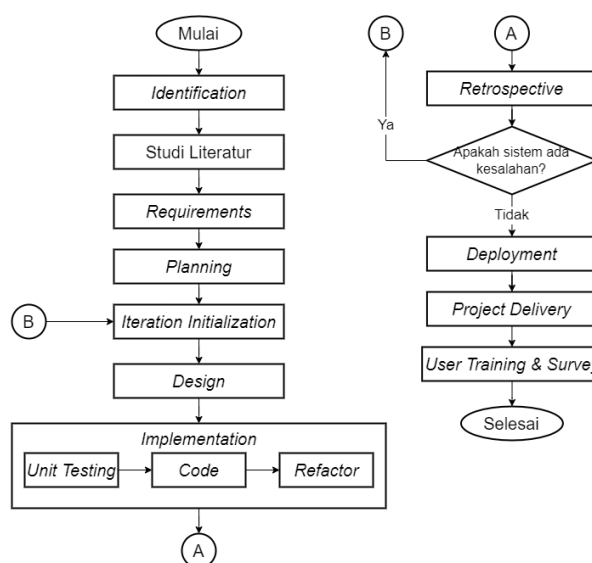 Mulai
Identification
Studi Literatur
Requirements
Planning
B
Iteration Initialization
Design
Implementation
Unit Testing
Code
Refactor
A
B
A
Retrospective
Ya
Apakah sistem ada
kesalahan?
Tidak
Deployment
Project Delivery
User Training & Survey
Selesai